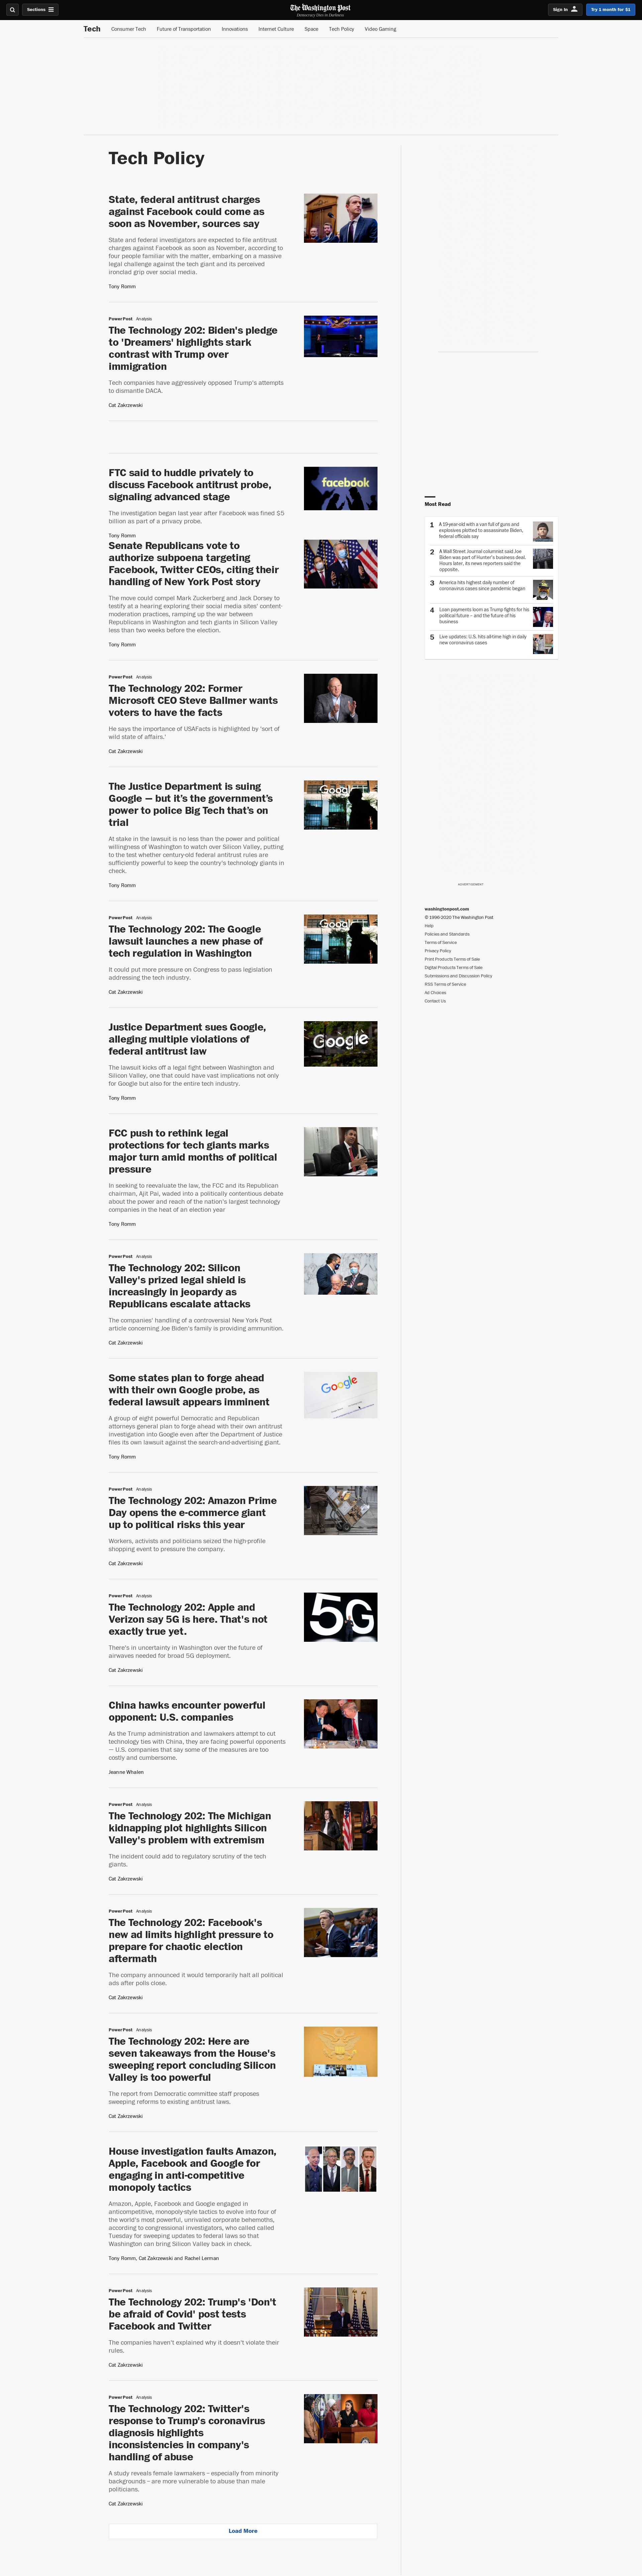 Sections
The Washington Post
Democracy Dies in Darkness
Sign in
Try 1 month for $1
Tech
Consumer Tech
Future of Transportation
Innovations
Internet Culture
Space
Tech Policy
Video Gaming
Tech Policy
State, federal antitrust charges
against Facebook could come as
soon as November, sources say
State and federal investigators are expected to file antitrust
charges against Facebook as soon as November, according to
four people familiar with the matter, embarking on a massive
legal challenge against the tech giant and its perceived
ironclad grip over social media.
Tony Romm
PowerPost Analysis
The Technology 202: Biden's pledge
to 'Dreamers' highlights stark
contrast with Trump over
immigration
Tech companies have aggressively opposed Trump's attempts
to dismantle DACA.
Cat Zakrzewski
FTC said to huddle privately to
discuss Facebook antitrust probe,
signaling advanced stage
The investigation began last year after Facebook was fined $5
billion as part of a privacy probe.
Tony Romm
facebook
Senate Republicans vote to
authorize subpoena targeting
Facebook, Twitter CEOs, citing their
handling of New York Post story
The move could compel Mark Zuckerberg and Jack Dorsey to
testify at a hearing exploring their social media sites' content-
moderation practices, ramping up the war between
Republicans in Washington and tech giants in Silicon Valley
less than two weeks before the election.
Tony Romm
PowerPost Analysis
The Technology 202: Former
Microsoft CEO Steve Ballmer wants
voters to have the facts
He says the importance of USAFacts is highlighted by 'sort of
wild state of affairs.'
Cat Zakrzewski
The Justice Department is suing
Google — but it's the government's
power to police Big Tech that's on
trial
At stake in the lawsuit is no less than the power and political
willingness of Washington to watch over Silicon Valley, putting
to the test whether century-old federal antitrust rules are
sufficiently powerful to keep the country's technology giants in
check.
Tony Romm
Google
PowerPost Analysis
The Technology 202: The Google
lawsuit launches a new phase of
tech regulation in Washington
It could put more pressure on Congress to pass legislation
addressing the tech industry.
Cat Zakrzewski
Google
Justice Department sues Google,
alleging multiple violations of
federal antitrust law
The lawsuit kicks off a legal fight between Washington and
Silicon Valley, one that could have vast implications not only
for Google but also for the entire tech industry.
Tony Romm
Google
FCC push to rethink legal
protections for tech giants marks
major turn amid months of political
pressure
In seeking to reevaluate the law, the FCC and its Republican
chairman, Ajit Pai, waded into a politically contentious debate
about the power and reach of the nation's largest technology
companies in the heat of an election year
Tony Romm
PowerPost Analysis
The Technology 202: Silicon
Valley's prized legal shield is
increasingly in jeopardy as
Republicans escalate attacks
The companies' handling of a controversial New York Post
article concerning Joe Biden's family is providing ammunition.
Cat Zakrzewski
Some states plan to forge ahead
with their own Google probe, as
federal lawsuit appears imminent
A group of eight powerful Democratic and Republican
attorneys general plan to forge ahead with their own antitrust
investigation into Google even after the Department of Justice
files its own lawsuit against the search-and-advertising giant.
Tony Romm
Google
PowerPost Analysis
The Technology 202: Amazon Prime
Day opens the e-commerce giant
up to political risks this year
Workers, activists and politicians seized the high-profile
shopping event to pressure the company.
Cat Zakrzewski
PowerPost Analysis
The Technology 202: Apple and
Verizon say 5G is here. That's not
exactly true yet.
There's in uncertainty in Washington over the future of
airwaves needed for broad 5G deployment.
Cat Zakrzewski
5G
China hawks encounter powerful
opponent: U.S. companies
As the Trump administration and lawmakers attempt to cut
technology ties with China, they are facing powerful opponents
— U.S. companies that say some of the measures are too
costly and cumbersome.
Jeanne Whalen
PowerPost Analysis
The Technology 202: The Michigan
kidnapping plot highlights Silicon
Valley's problem with extremism
The incident could add to regulatory scrutiny of the tech
giants.
Cat Zakrzewski
PowerPost Analysis
The Technology 202: Facebook's
new ad limits highlight pressure to
prepare for chaotic election
aftermath
The company announced it would temporarily halt all political
ads after polls close.
Cat Zakrzewski
PowerPost Analysis
The Technology 202: Here are
seven takeaways from the House's
sweeping report concluding Silicon
Valley is too powerful
The report from Democratic committee staff proposes
sweeping reforms to existing antitrust laws.
Cat Zakrzewski
House investigation faults Amazon,
Apple, Facebook and Google for
engaging in anti-competitive
monopoly tactics
Amazon, Apple, Facebook and Google engaged in
anticompetitive, monopoly-style tactics to evolve into four of
the world's most powerful, unrivaled corporate behemoths,
according to congressional investigators, who called called
Tuesday for sweeping updates to federal laws so that
Washington can bring Silicon Valley back in check.
Tony Romm, Cat Zakrzewski and Rachel Lerman
PowerPost Analysis
The Technology 202: Trump's 'Don't
be afraid of Covid' post tests
Facebook and Twitter
The companies haven't explained why it doesn't violate their
rules.
Cat Zakrzewski
PowerPost Analysis
The Technology 202: Twitter's
response to Trump's coronavirus
diagnosis highlights
inconsistencies in company's
handling of abuse
A study reveals female lawmakers – especially from minority
backgrounds – are more vulnerable to abuse than male
politicians.
Cat Zakrzewski
Load More
Most Read
1 A 19-year-old with a van full of guns and
explosives plotted to assassinate Biden,
federal officials say
2 A Wall Street Journal columnist said Joe
Biden was part of Hunter's business deal.
Hours later, its news reporters said the
opposite.
3 America hits highest daily number of
coronavirus cases since pandemic began
4 Loan payments loom as Trump fights for his
political future – and the future of his
business
5 Live updates: U.S. hits all-time high in daily
new coronavirus cases
ADVERTISEMENT
washingtonpost.com
© 1996-2020 The Washington Post
Help
Policies and Standards
Terms of Service
Privacy Policy
Print Products Terms of Sale
Digital Products Terms of Sale
Submissions and Discussion Policy
RSS Terms of Service
Ad Choices
Contact Us